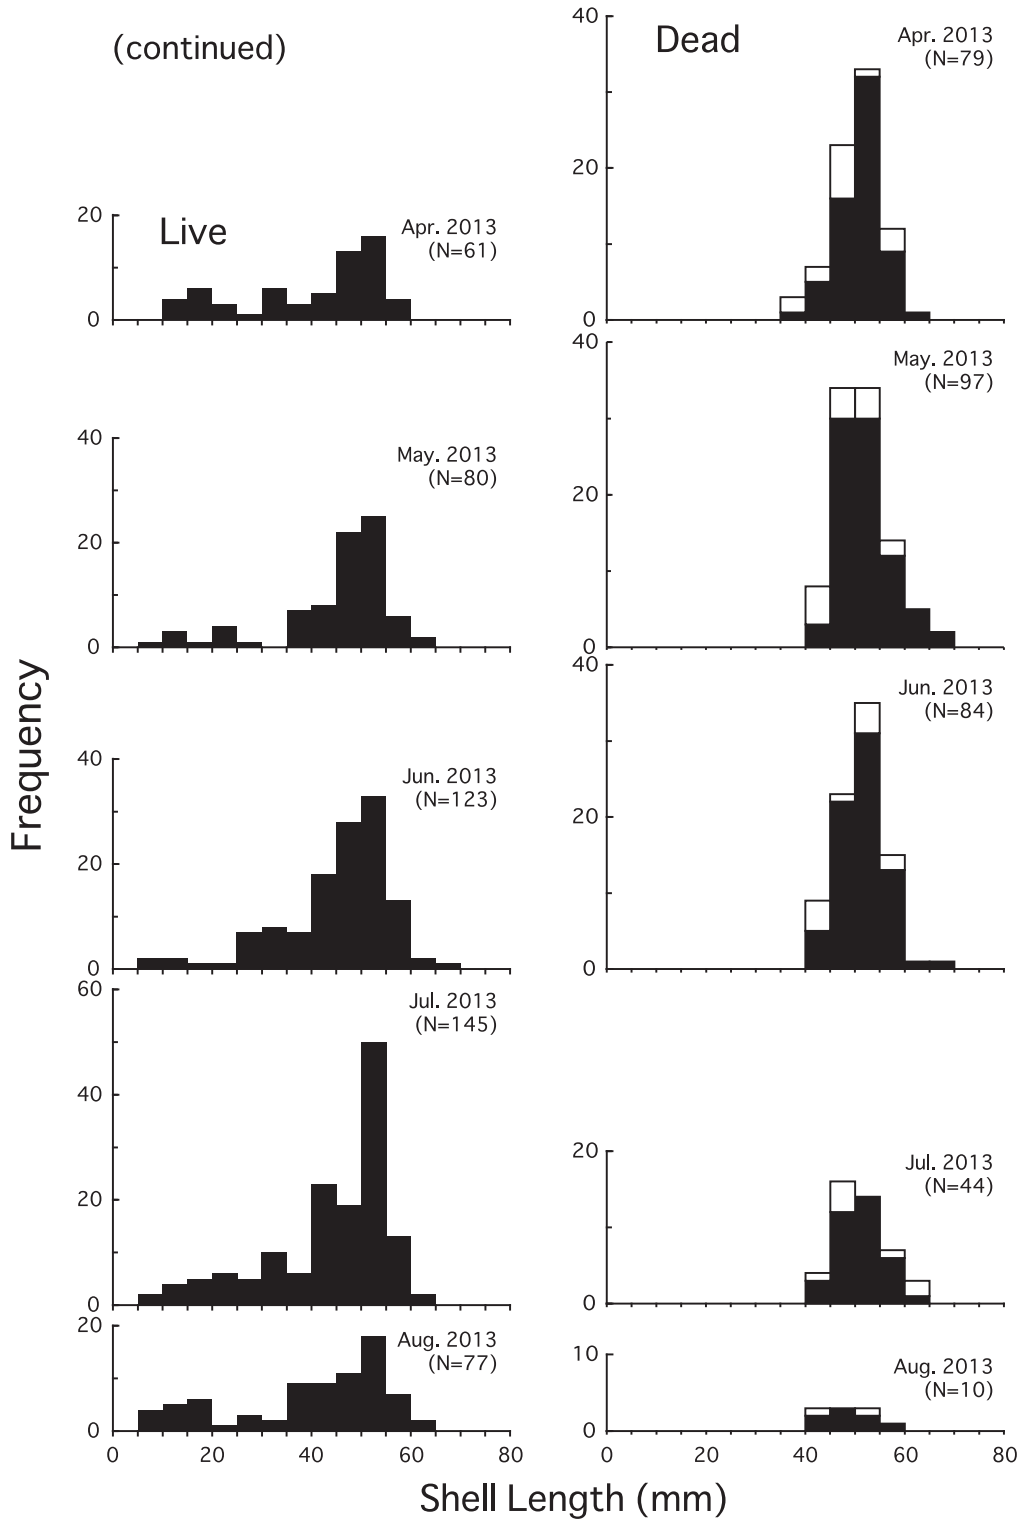 (continued)
Live
Apr. 2013
(N=61)
20
0
May. 2013
(N=80)
40
20
0
Jun. 2013
(N=123)
40
20
0
Jul. 2013
(N=145)
60
40
20
0
Aug. 2013
(N=77)
20
0
0 20 40 60 80
Dead
Apr. 2013
(N=79)
40
20
0
May. 2013
(N=97)
40
20
0
Jun. 2013
(N=84)
40
20
0
Jul. 2013
(N=44)
20
0
Aug. 2013
(N=10)
10
0
0 20 40 60 80
Frequency
Shell Length (mm)